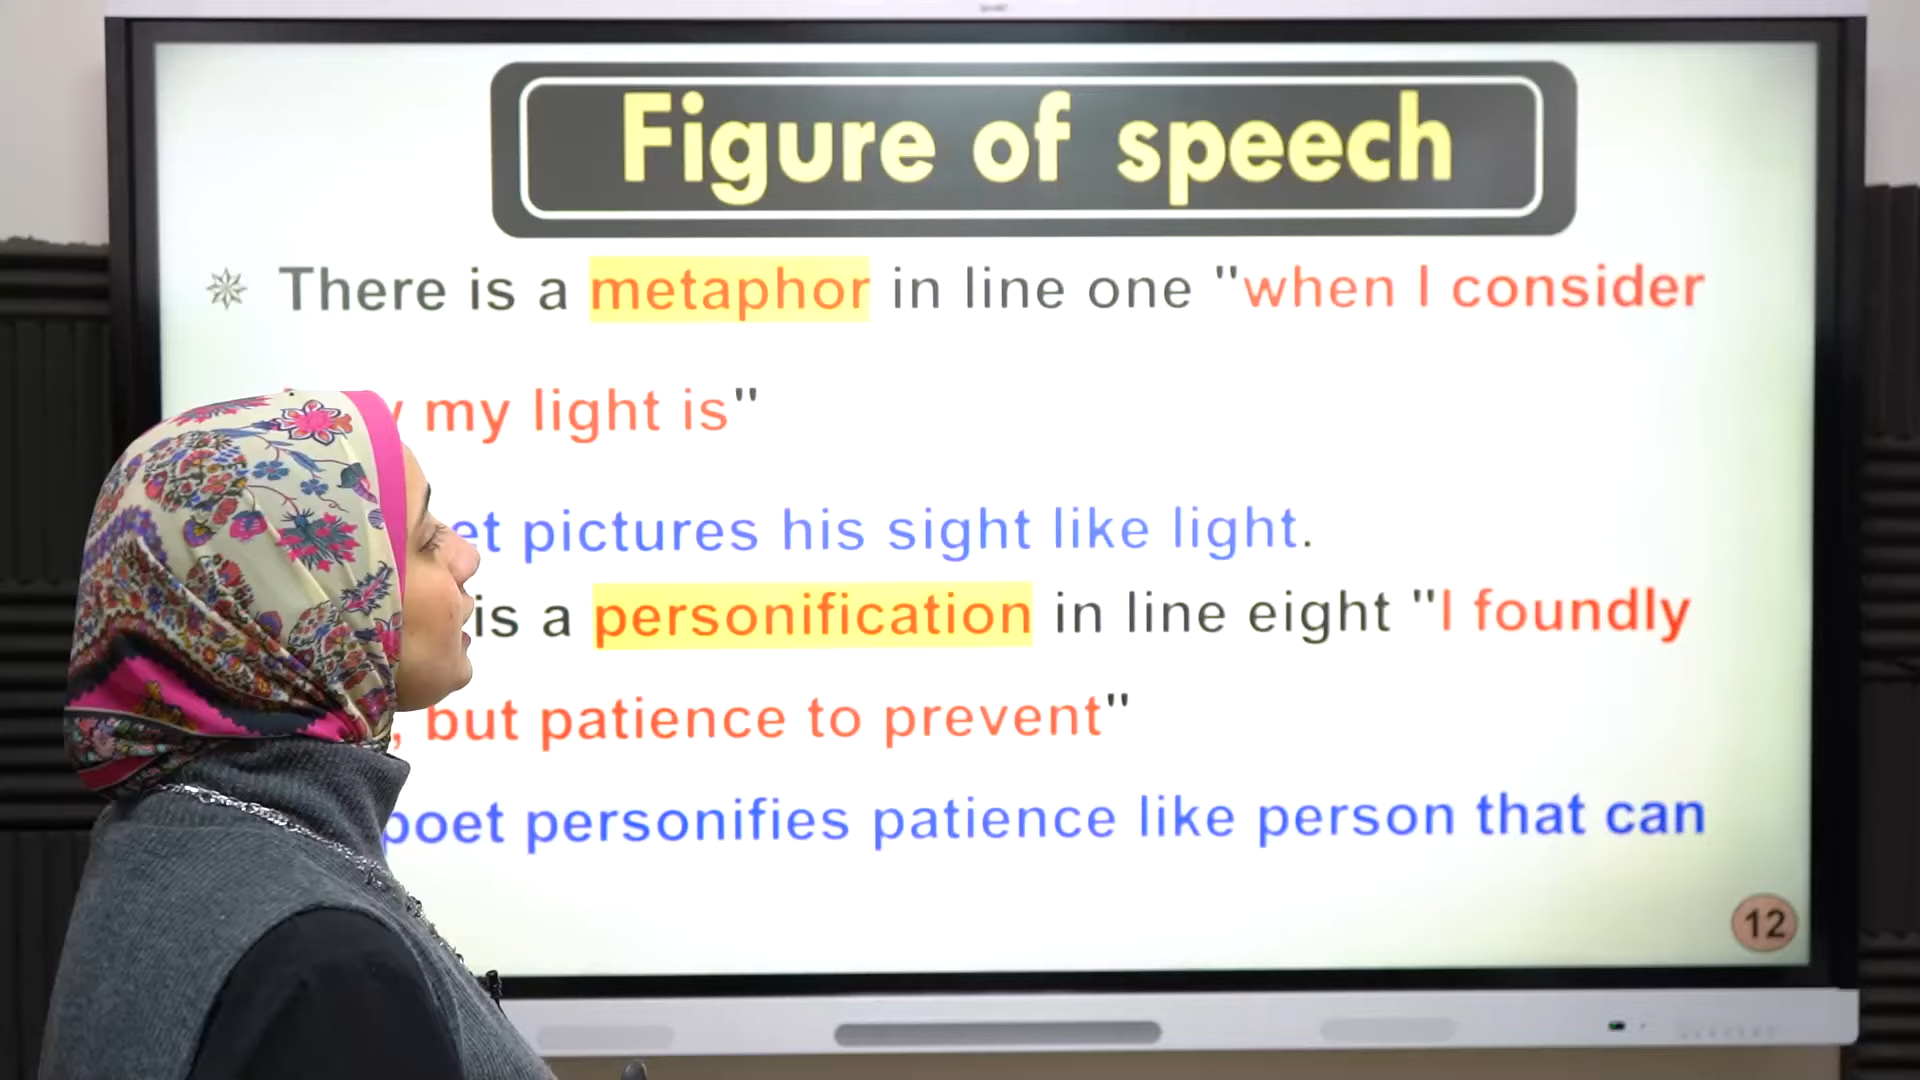 Figure of speech
There is a metaphor in line one "when I consider
my light is"
pictures his sight like light.
is a personification in line eight "I foundly
, but patience to prevent"
poet personifies patience like person that can
12